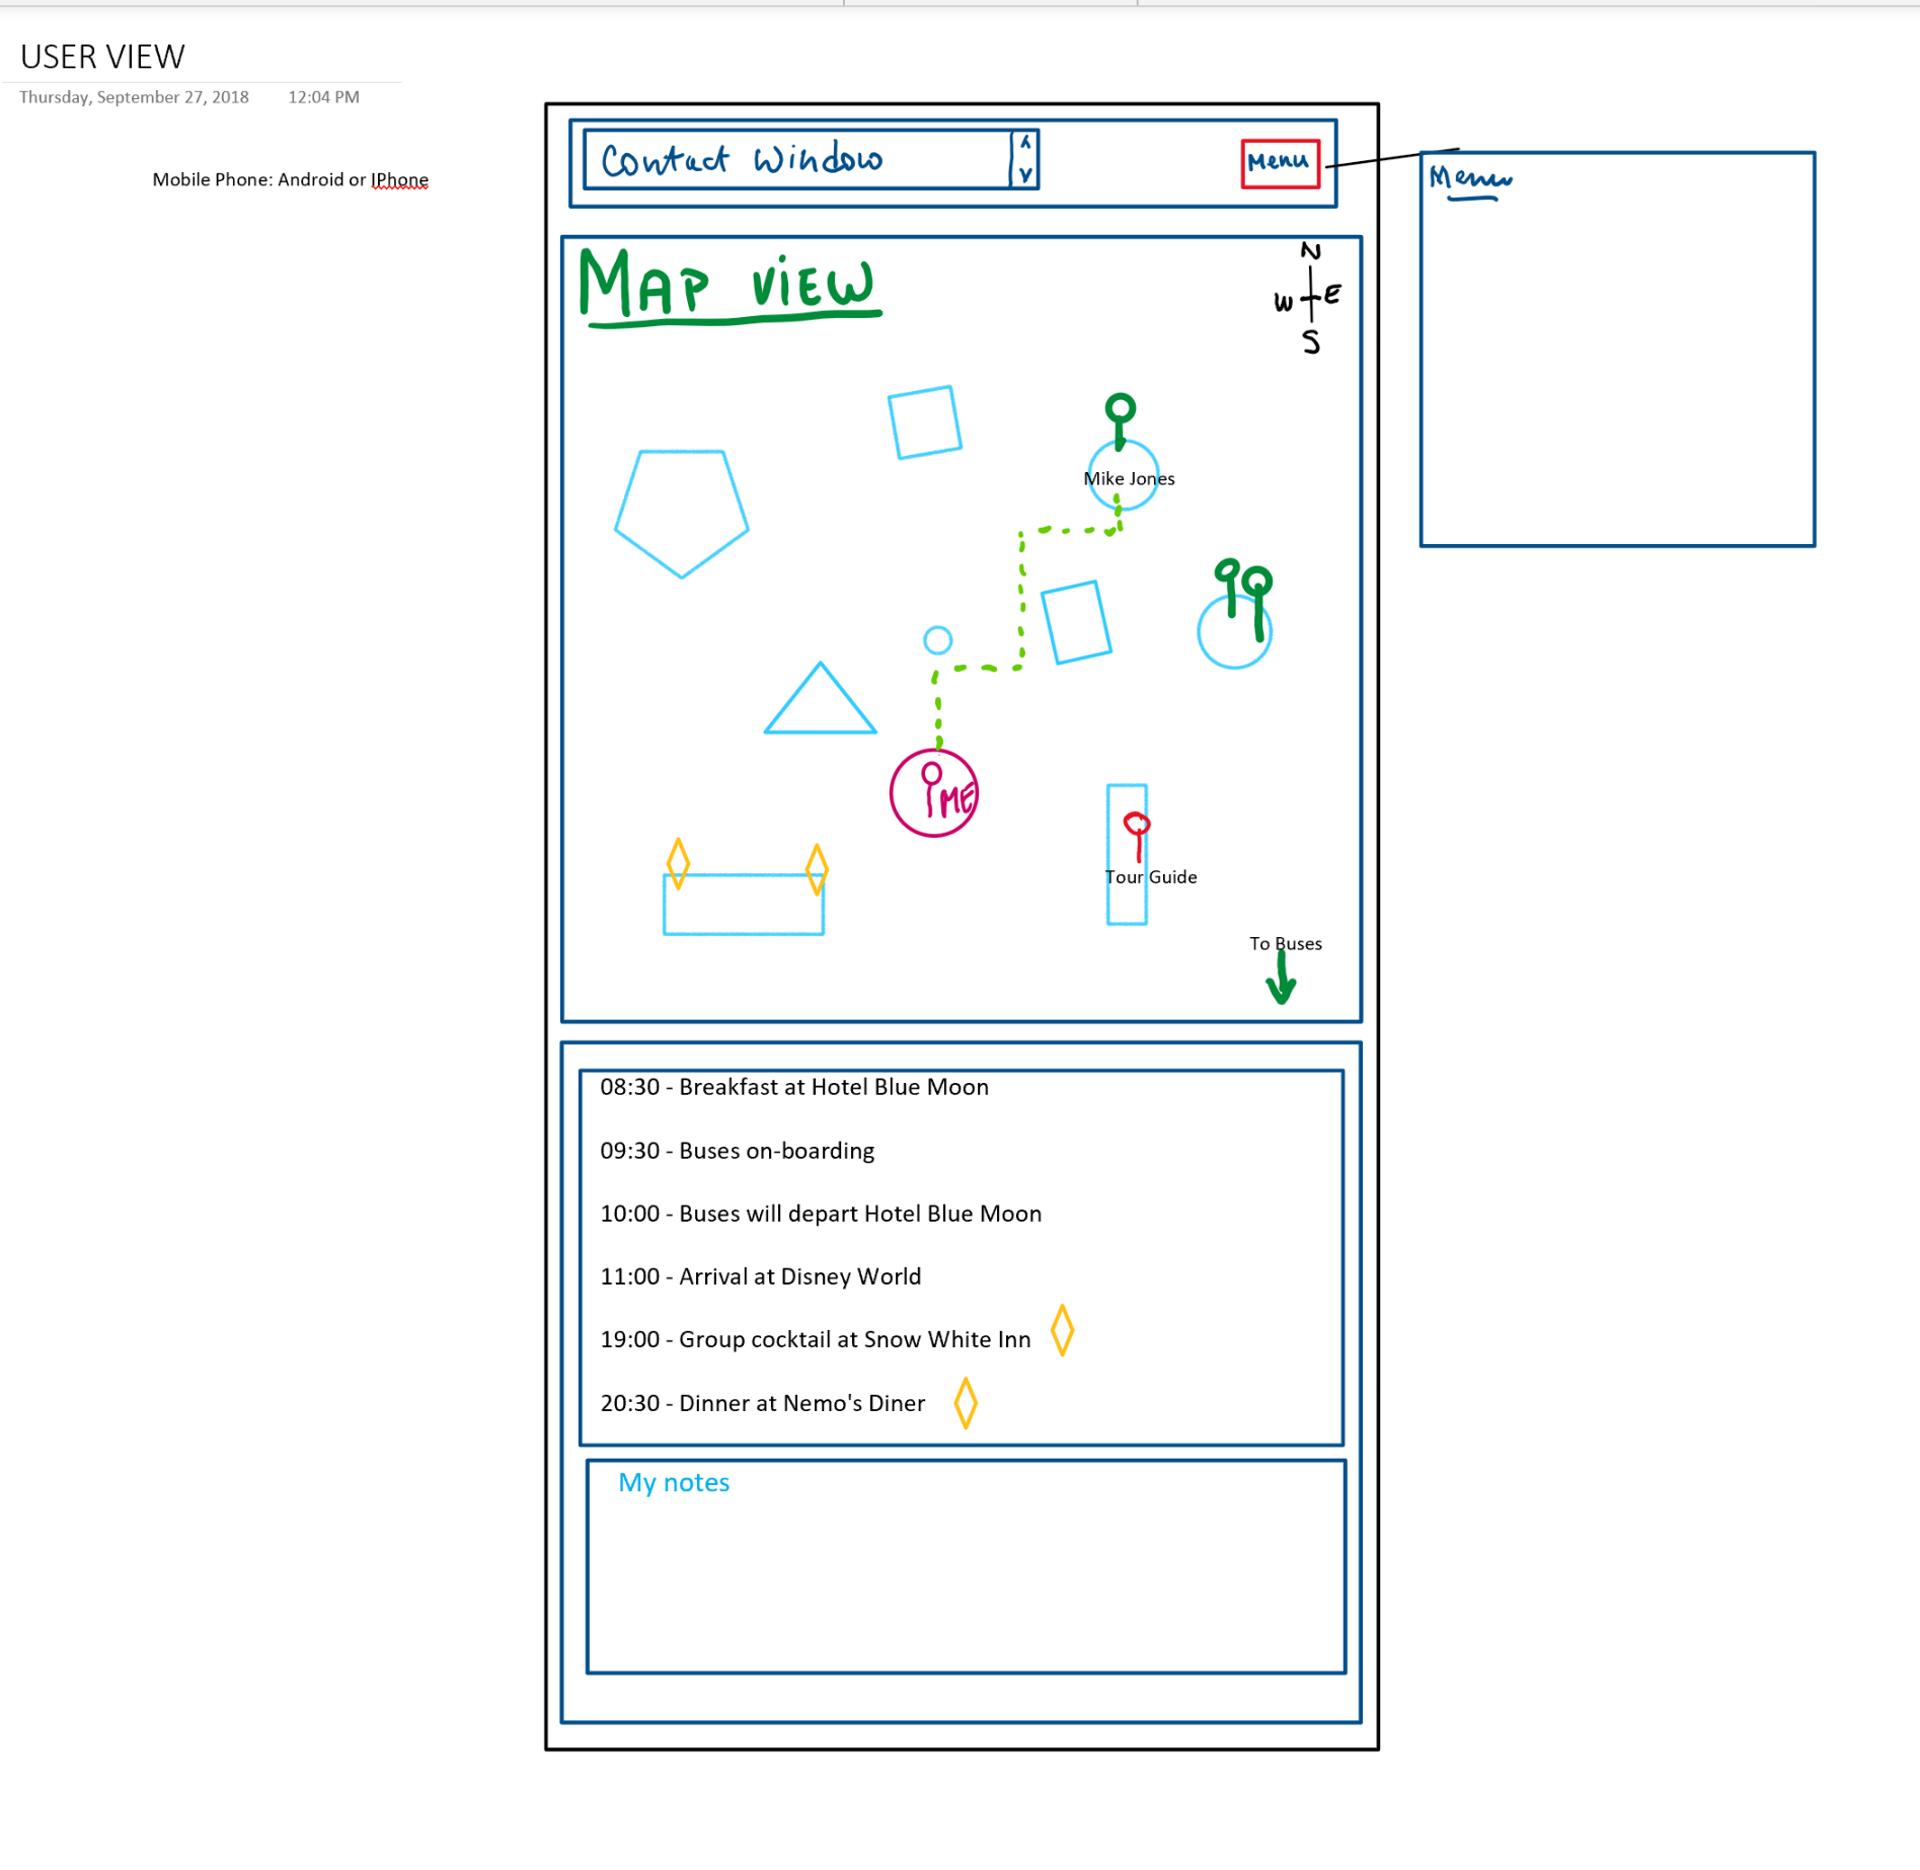 USER VIEW
Thursday, September 27, 2018 12:04 PM
Mobile Phone: Android or IPhone
Contact Window
Menu
Menu
MAP VIEW
N
W E
S
Mike Jones
ME
Tour Guide
To Buses
08:30 - Breakfast at Hotel Blue Moon
09:30 - Buses on-boarding
10:00 - Buses will depart Hotel Blue Moon
11:00 - Arrival at Disney World
19:00 - Group cocktail at Snow White Inn
20:30 - Dinner at Nemo's Diner
My notes